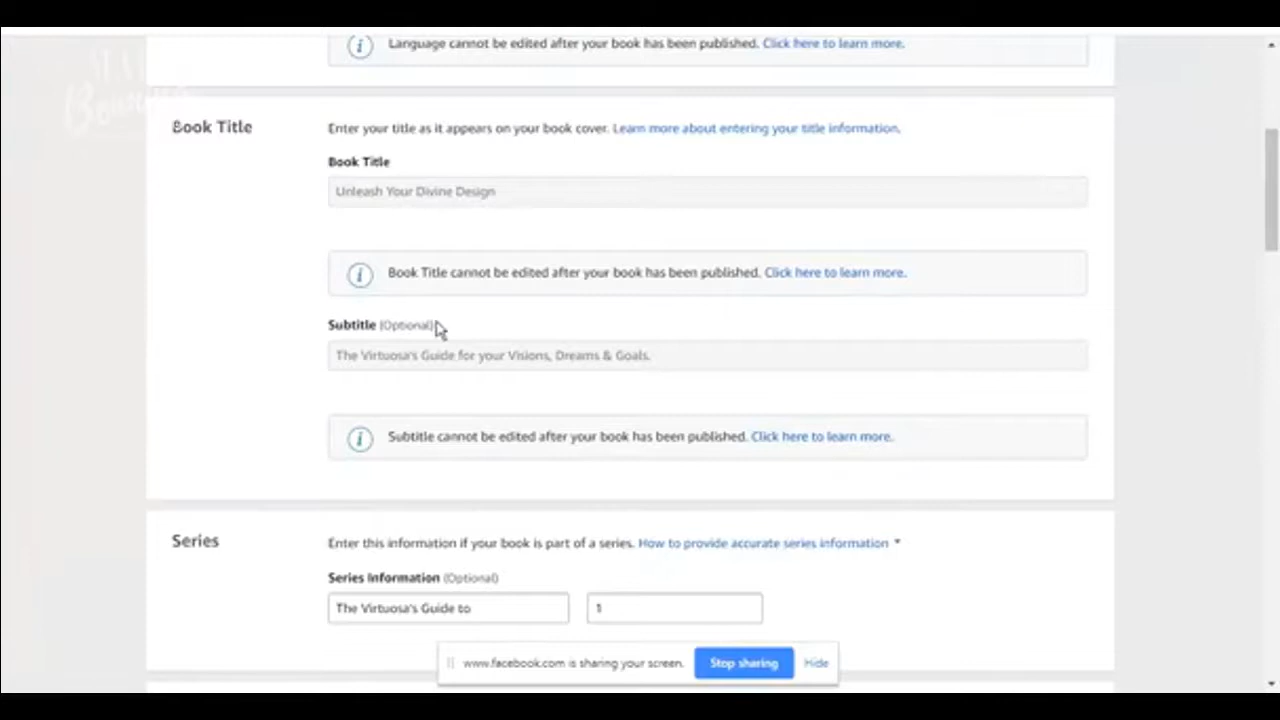 Language cannot be edited after your book has been published. Click here to learn more.
Book Title
Enter your title as it appears on your book cover. Learn more about entering your title information.
Book Title
Unleash Your Divine Design
Book Title cannot be edited after your book has been published. Click here to learn more.
Subtitle (Optional)
The Virtuosa's Guide for your Visions, Dreams & Goals.
Subtitle cannot be edited after your book has been published. Click here to learn more.
Series
Enter this information if your book is part of a series. How to provide accurate series information *
Series Information (Optional)
The Virtuosa's Guide to 1
www.facebook.com is sharing your screen. Stop sharing Hide